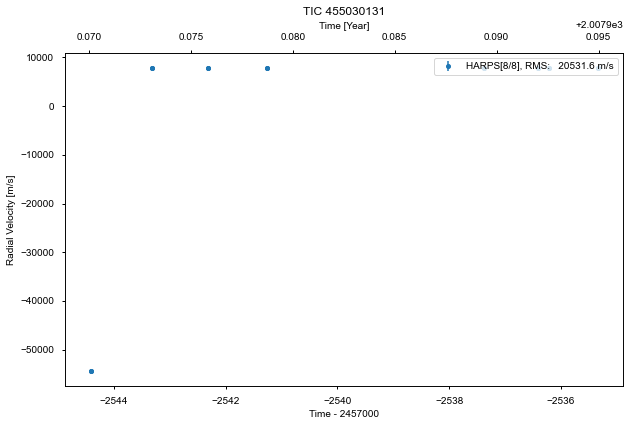 TIC 455030131
Time [Year]
+2.0079e3
0.070 0.075 0.080 0.085 0.090 0.095
10000
0
−10000
−20000
−30000
−40000
−50000
Radial Velocity [m/s]
HARPS[8/8], RMS: 20531.6 m/s
−2544 −2542 −2540 −2538 −2536
Time - 2457000